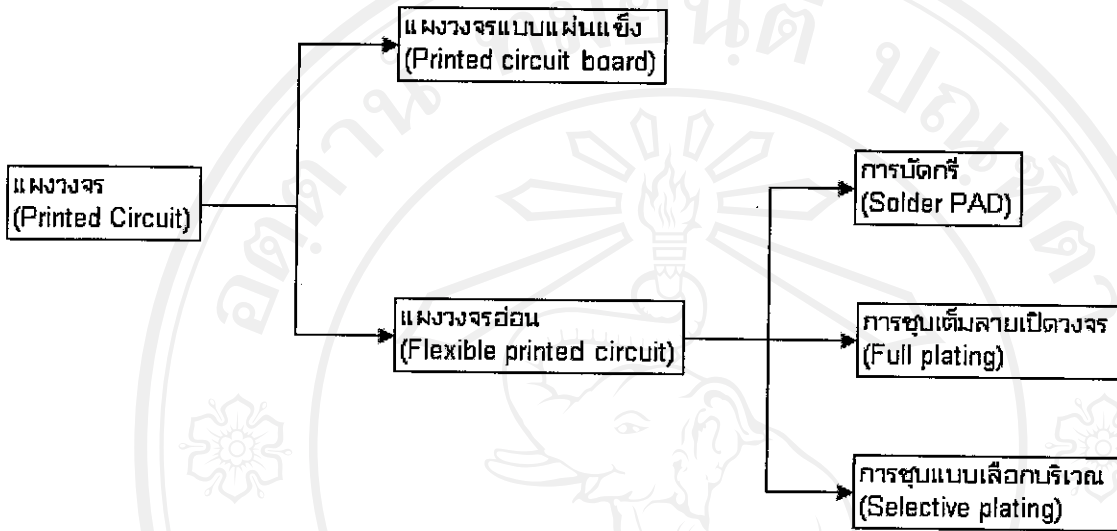 แผงวงจรแบบแผ่นแข็ง
(Printed circuit board)
แผงวงจร
(Printed Circuit)
การบัดกรี
(Solder PAD)
แผงวงจรอ่อน
(Flexible printed circuit)
การชุบเต็มลายเปิดวงจร
(Full plating)
การชุบแบบเลือกบริเวณ
(Selective plating)